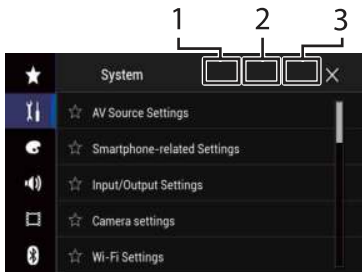 1 2 3
System
AV Source Settings
Smartphone-related Settings
Input/Output Settings
Camera settings
Wi-Fi Settings